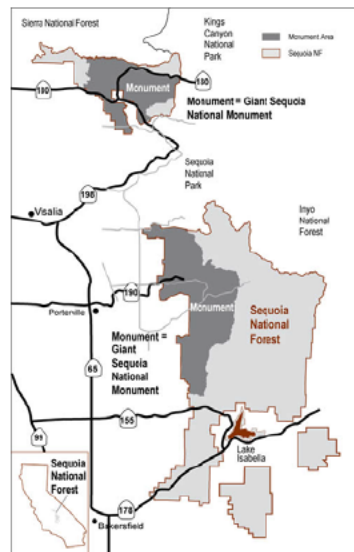 Sierra National Forest
Kings
Canyon
National
Park
Monument Area
Sequoia NF
Monument
180
180
Monument = Giant Sequoia
National Monument
Sequoia
National
Park
198
Visalia
Inyo
National
Forest
190
Porterville
Monument
Sequoia
National
Forest
Monument =
Giant
Sequoia
National
Monument
65
155
99
Lake
Isabella
Sequoia
National
Forest
178
Bakersfield